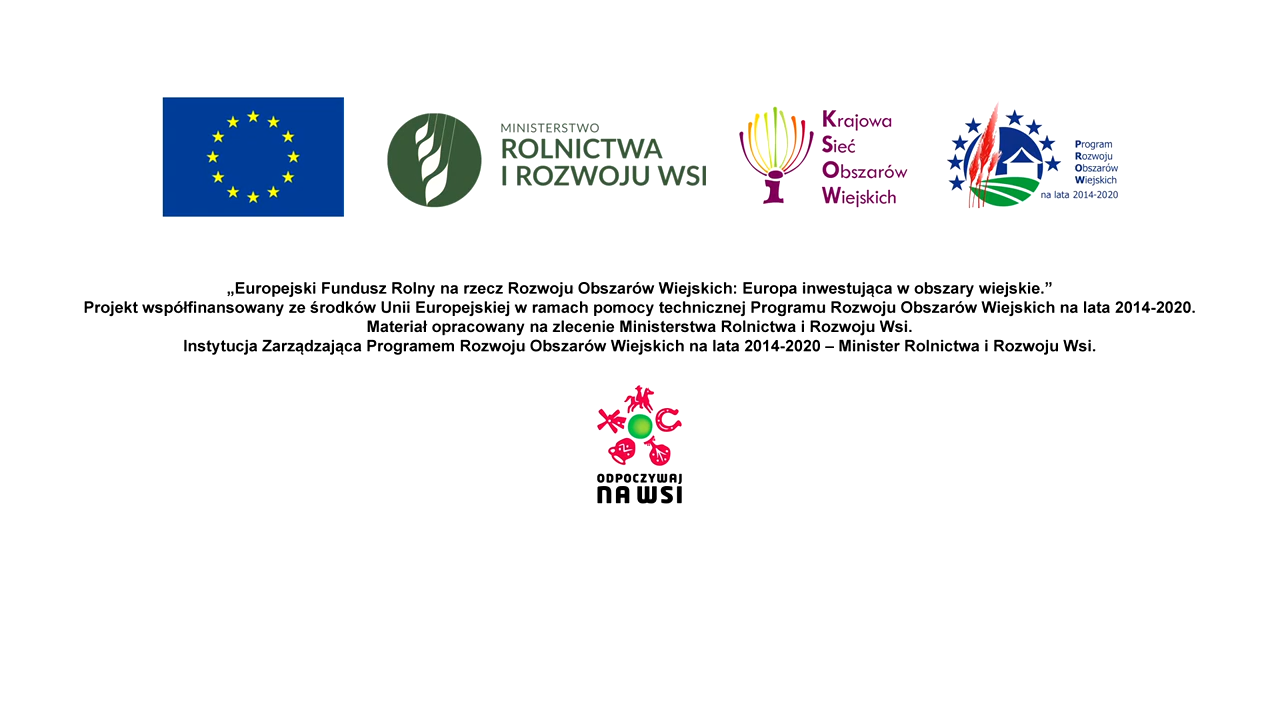 MINISTERSTWO
ROLNICTWA
I ROZWOJU WSI
Krajowa
Sieć
Obszarów
Wiejskich
Program
Rozwoju
Obszarów
Wiejskich
na lata 2014-2020
„Europejski Fundusz Rolny na rzecz Rozwoju Obszarów Wiejskich: Europa inwestująca w obszary wiejskie.”
Projekt współfinansowany ze środków Unii Europejskiej w ramach pomocy technicznej Programu Rozwoju Obszarów Wiejskich na lata 2014-2020.
Materiał opracowany na zlecenie Ministerstwa Rolnictwa i Rozwoju Wsi.
Instytucja Zarządzająca Programem Rozwoju Obszarów Wiejskich na lata 2014-2020 – Minister Rolnictwa i Rozwoju Wsi.
ODPOCZYWAJ
NA WSI